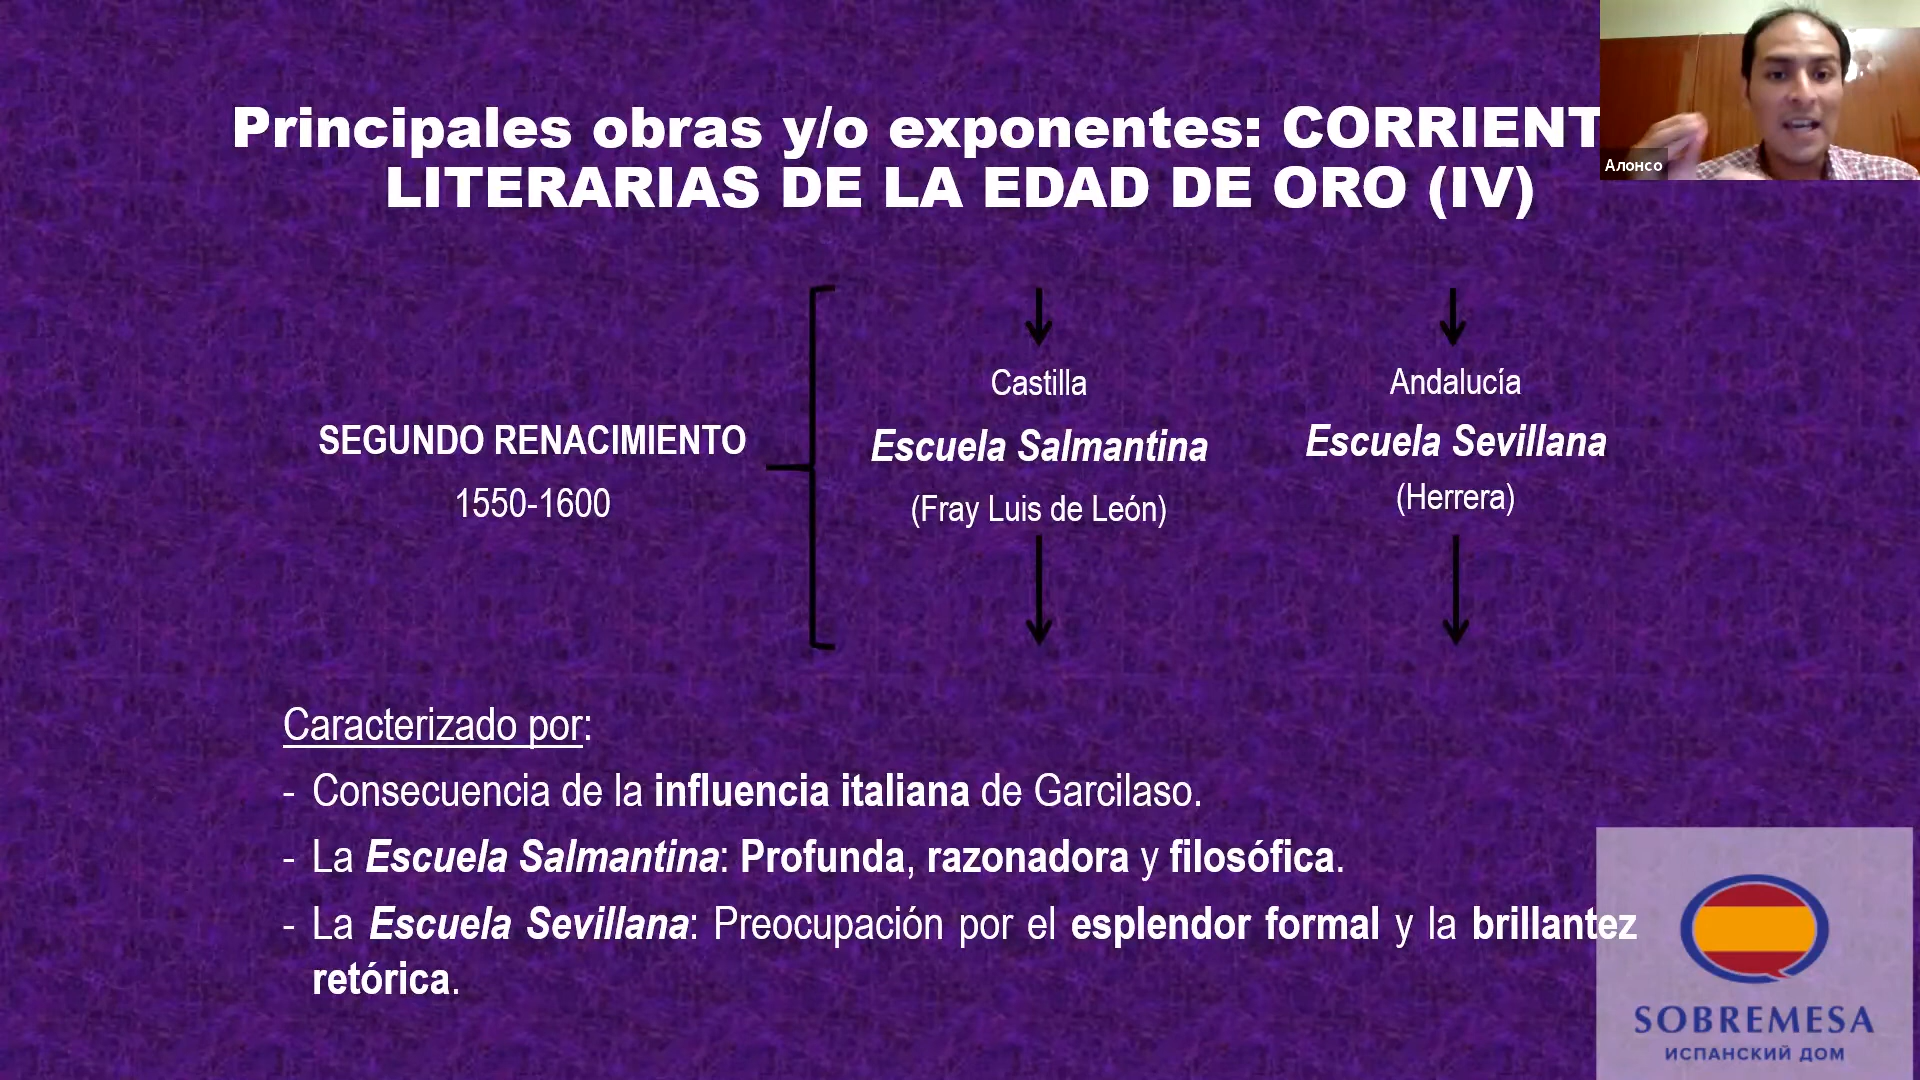 Principales obras y/o exponentes: CORRIENT
LITERARIAS DE LA EDAD DE ORO (IV)
Алонсо
SEGUNDO RENACIMIENTO
1550-1600
Castilla
Escuela Salmantina
(Fray Luis de León)
Andalucía
Escuela Sevillana
(Herrera)
Caracterizado por:
- Consecuencia de la influencia italiana de Garcilaso.
- La Escuela Salmantina: Profunda, razonadora y filosófica.
- La Escuela Sevillana: Preocupación por el esplendor formal y la brillantez
retórica.
SOBREMESA
ИСПАНСКИЙ ДОМ